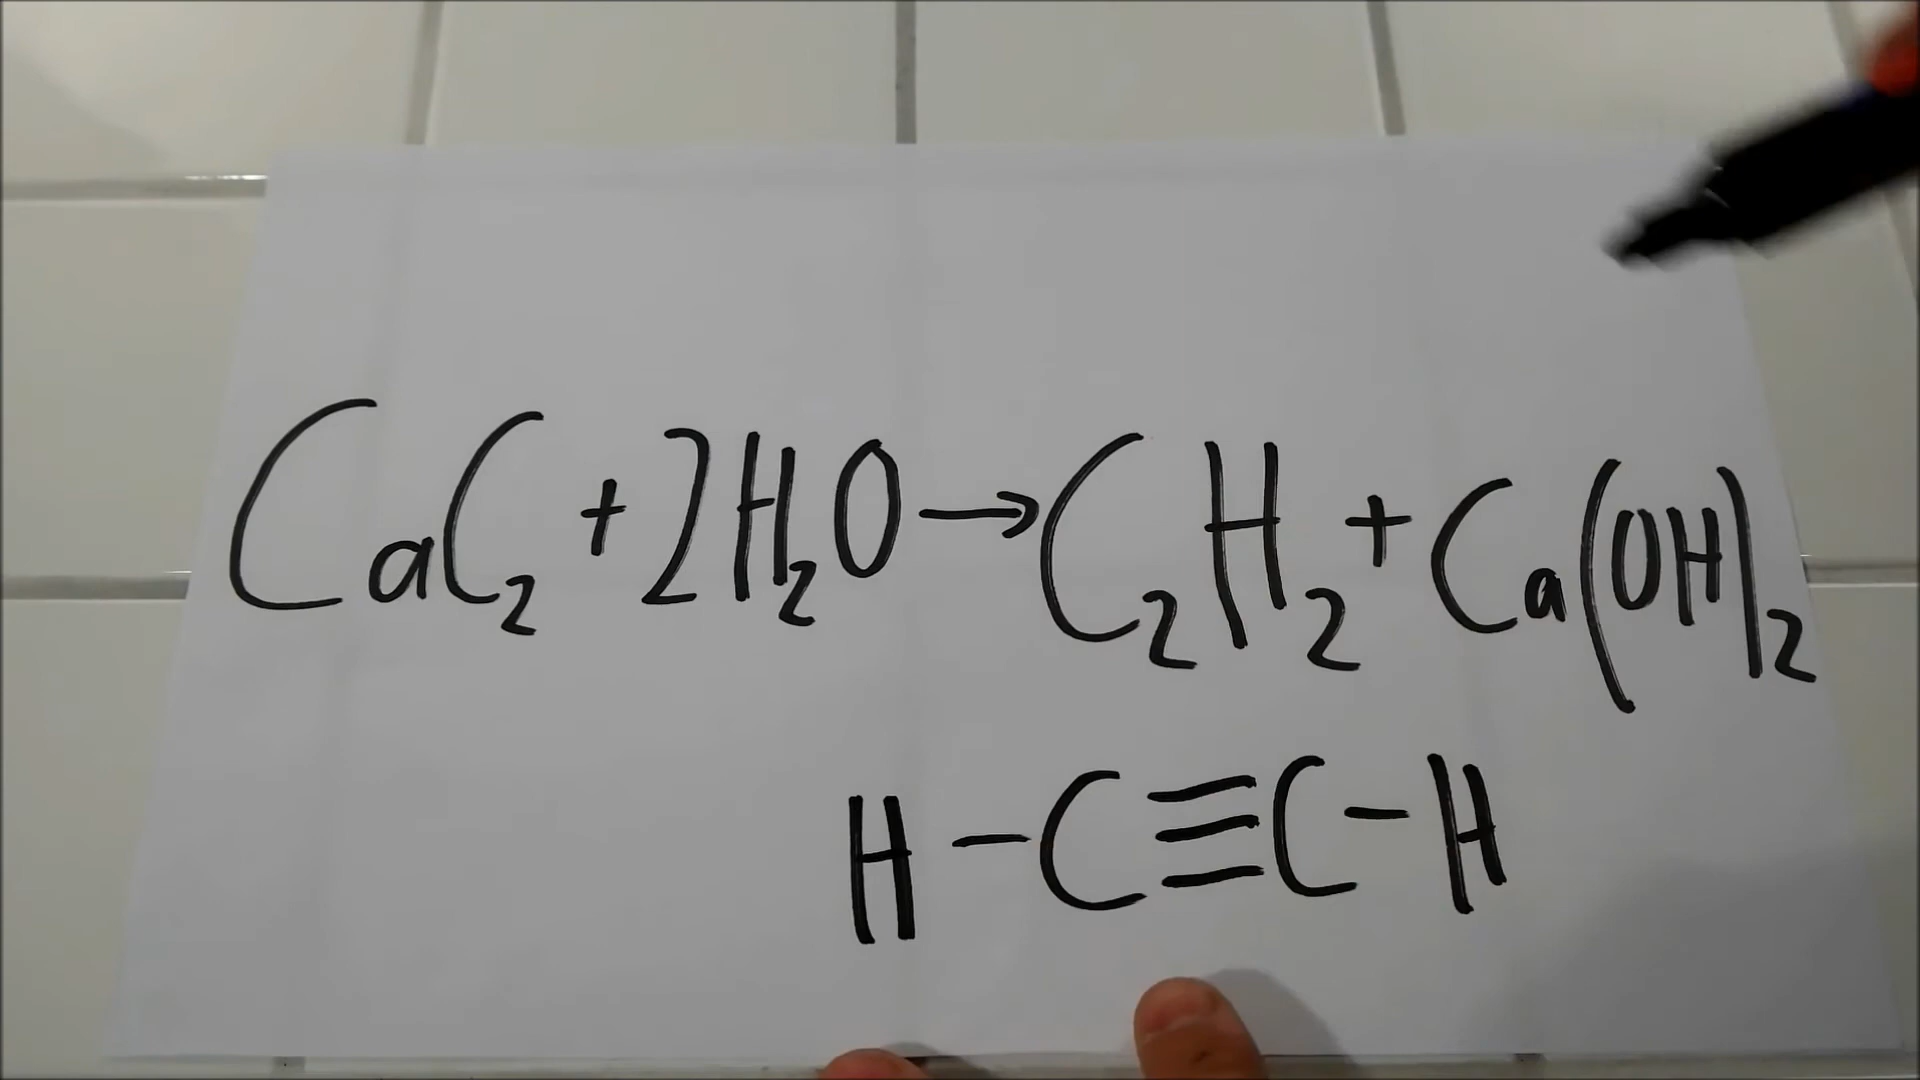 CaC₂ + 2H₂O → C₂H₂ + Ca(OH)₂
H – C ≡ C – H